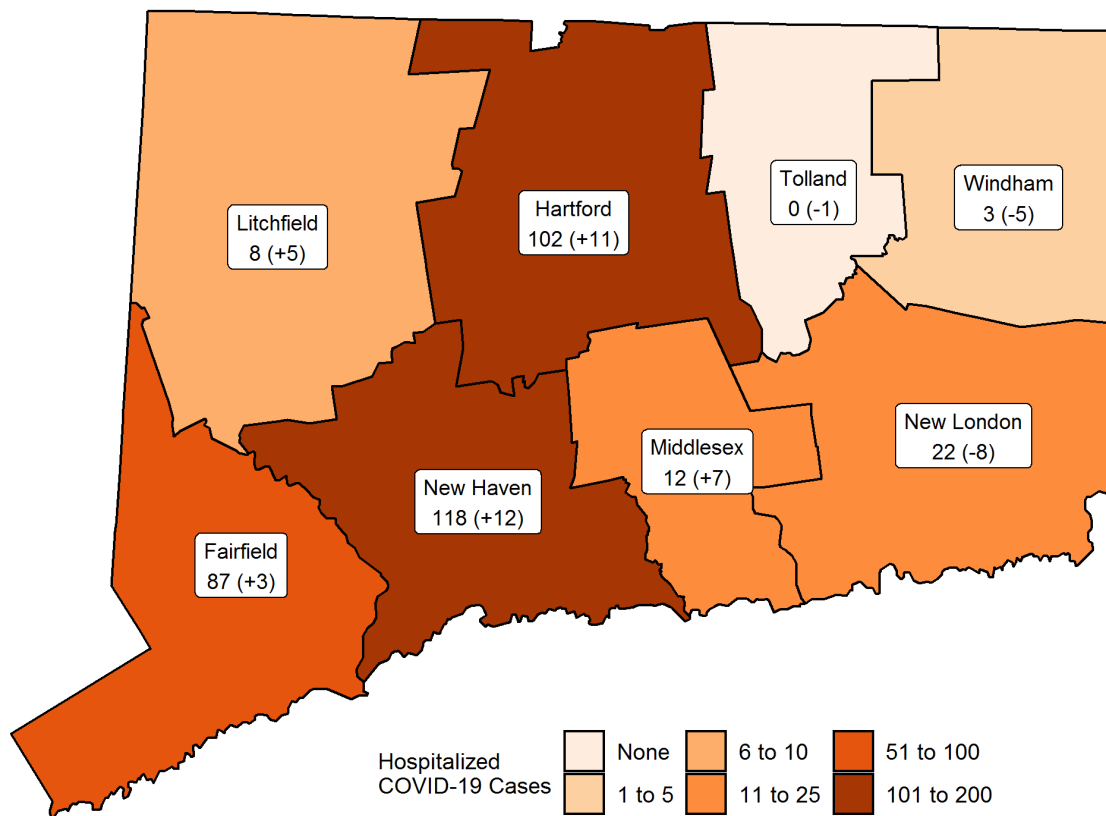 Tolland
0 (-1)
Windham
3 (-5)
Hartford
102 (+11)
Litchfield
8 (+5)
New London
22 (-8)
Middlesex
12 (+7)
New Haven
118 (+12)
Fairfield
87 (+3)
Hospitalized
COVID-19 Cases
None
6 to 10
51 to 100
1 to 5
11 to 25
101 to 200